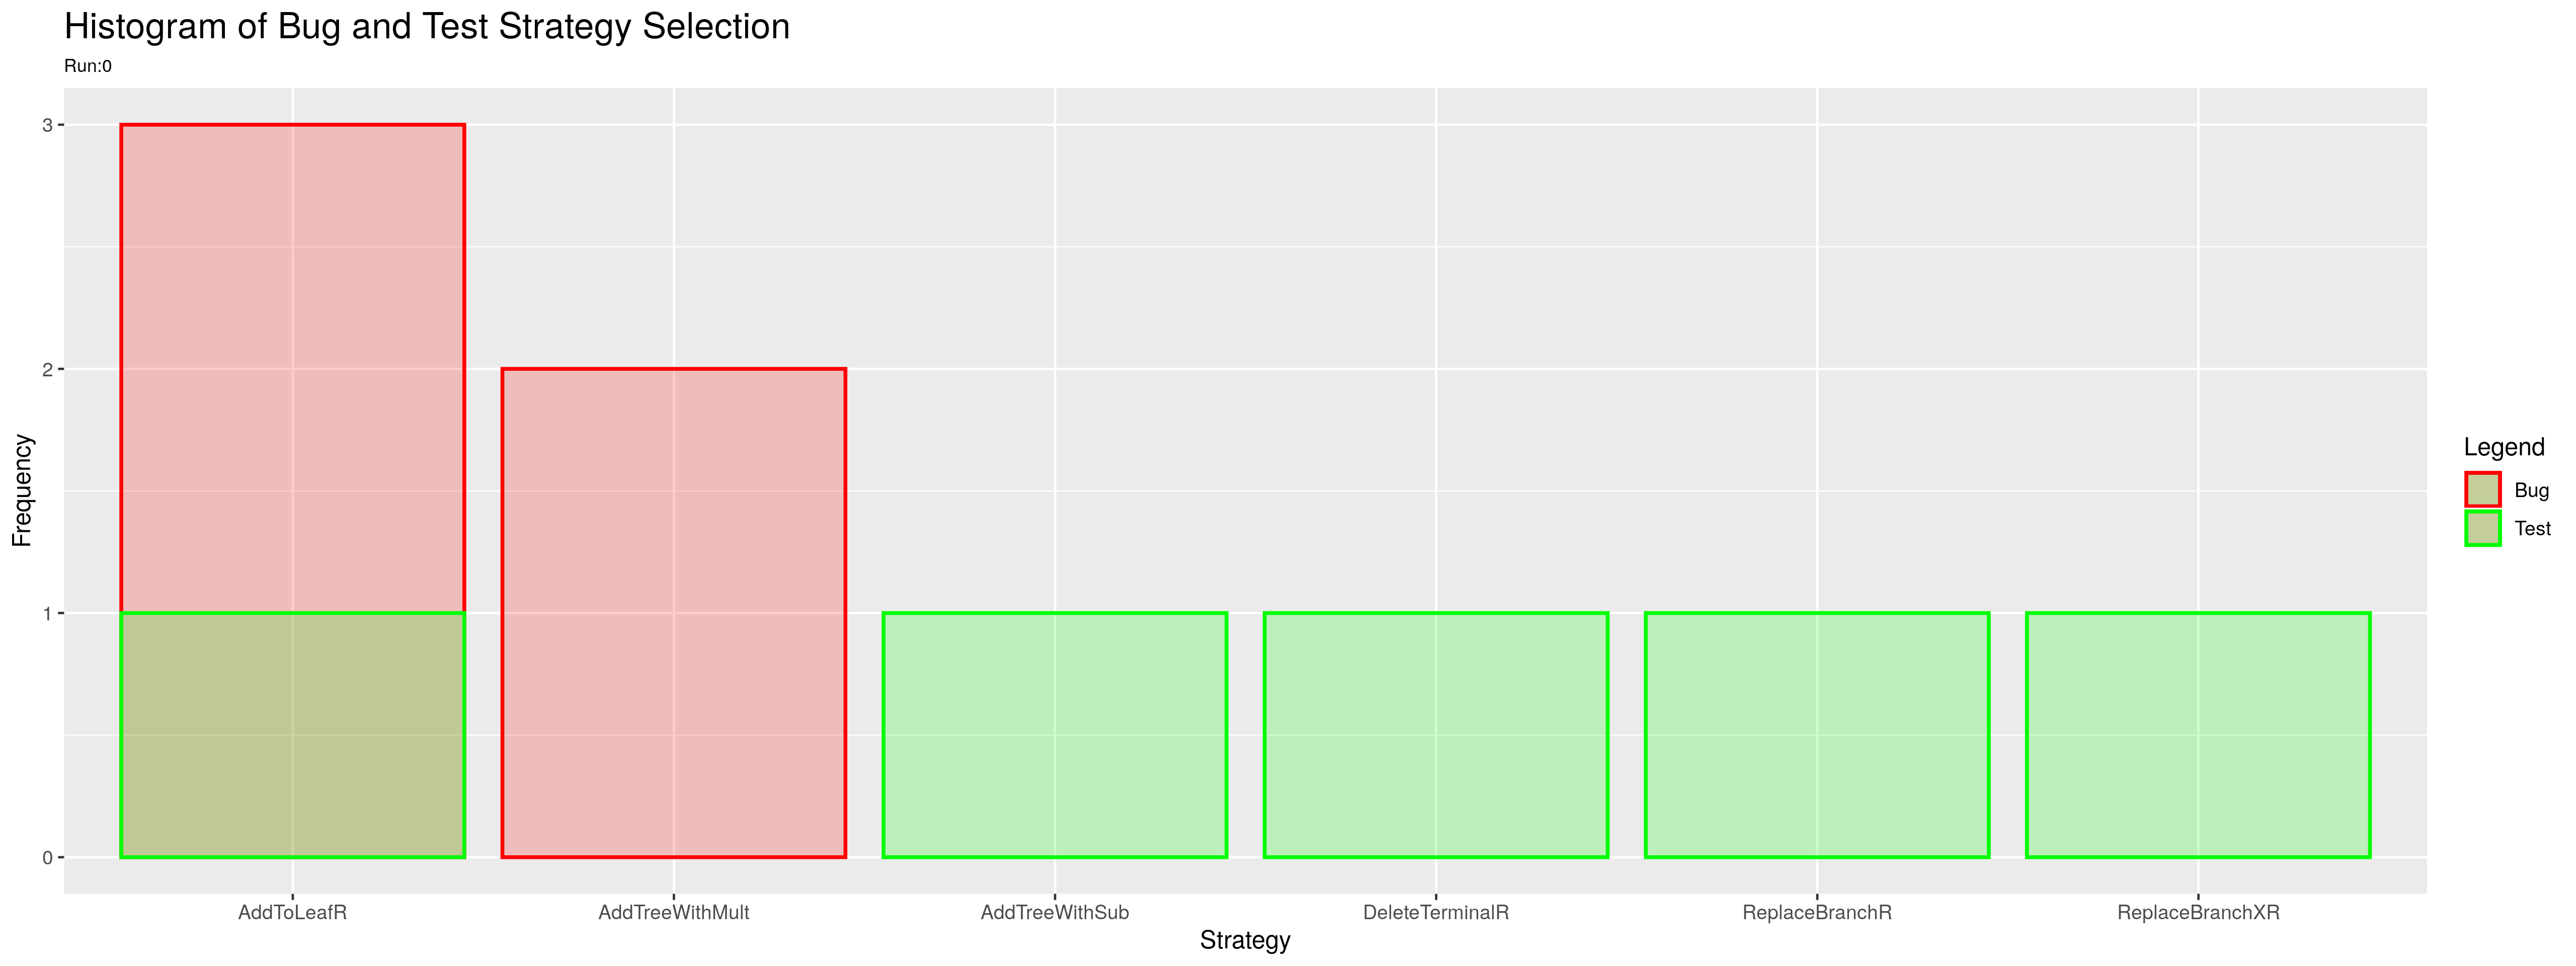 Histogram of Bug and Test Strategy Selection
Run:0
Frequency
3
2
1
0
AddToLeafR
AddTreeWithMult
AddTreeWithSub
DeleteTerminalR
ReplaceBranchR
ReplaceBranchXR
Strategy
Legend
Bug
Test